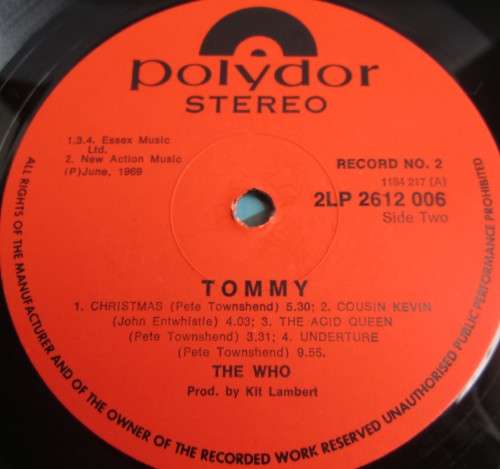 polydor
STEREO
1.3.4. Essex Music
Ltd.
2. New Action Music
(P)June, 1969
RECORD NO. 2
1184 217 (A)
2LP 2612 006
Side Two
TOMMY
1. CHRISTMAS (Pete Townshend) 5.30; 2. COUSIN KEVIN
(John Entwhistle) 4.03; 3. THE ACID QUEEN
(Pete Townshend) 3.31; 4. UNDERTURE
(Pete Townshend) 9.55.
THE WHO
Prod. by Kit Lambert
ALL RIGHTS OF THE MANUFACTURER AND OF THE OWNER OF THE RECORDED WORK RESERVED UNAUTHORISED PUBLIC PERFORMANCE PROHIBITED